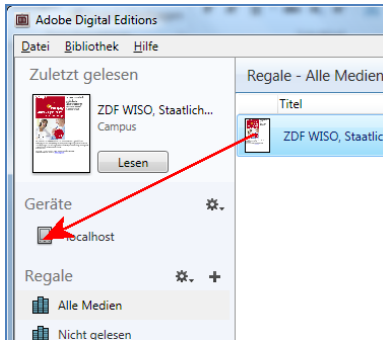 Adobe Digital Editions
Datei Bibliothek Hilfe
Zuletzt gelesen
ZDF WISO, Staatlich...
Campus
Lesen
Geräte
localhost
Regale
Alle Medien
Nicht gelesen
Regale - Alle Medien
Titel
ZDF WISO, Staatlic